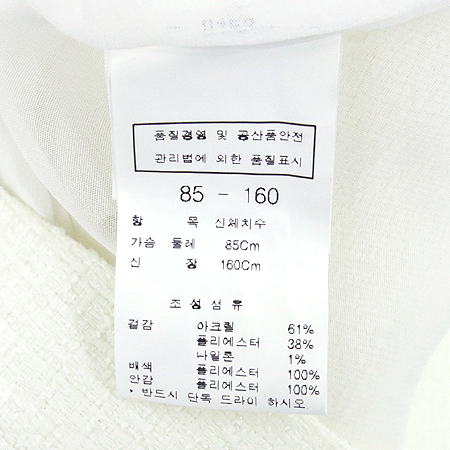 품질경영 및 공산품안전
관리법에 의한 품질표시
85 - 160
항 목 신체치수
가슴 둘레 85Cm
신 장 160Cm
조 성 섬 유
겉감 아크릴 61%
폴리에스터 38%
나일론 1%
배색 폴리에스터 100%
안감 폴리에스터 100%
* 반드시 단독 드라이 하시오